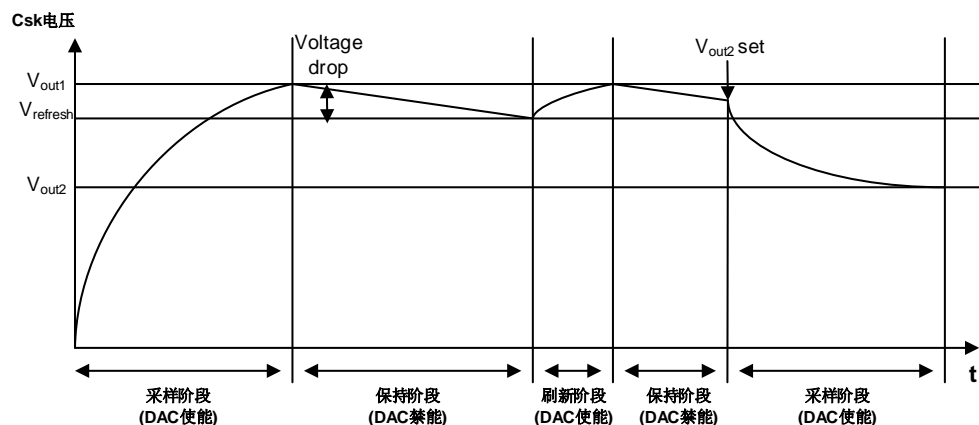 Csk电压
Voltage
drop
Vout2 set
Vout1
Vrefresh
Vout2
t
采样阶段
(DAC使能)
保持阶段
(DAC禁能)
刷新阶段
(DAC使能)
保持阶段
(DAC禁能)
采样阶段
(DAC使能)